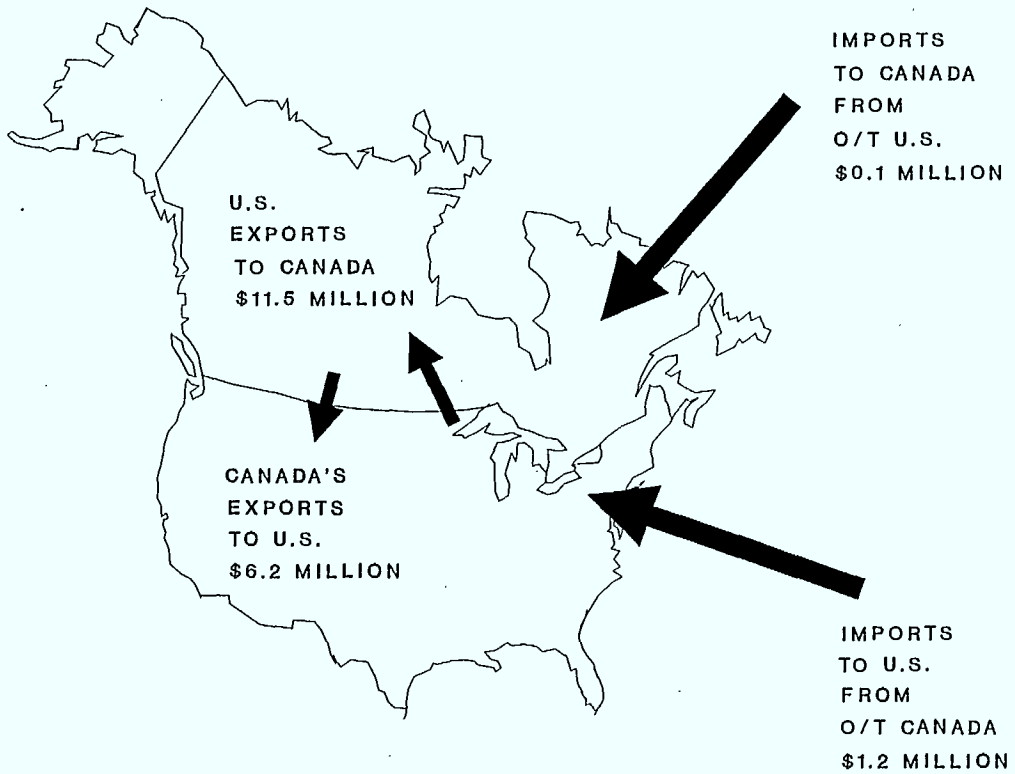 IMPORTS
TO CANADA
FROM
O/T U.S.
$0.1 MILLION
U.S.
EXPORTS
TO CANADA
$11.5 MILLION
CANADA'S
EXPORTS
TO U.S.
$6.2 MILLION
IMPORTS
TO U.S.
FROM
O/T CANADA
$1.2 MILLION